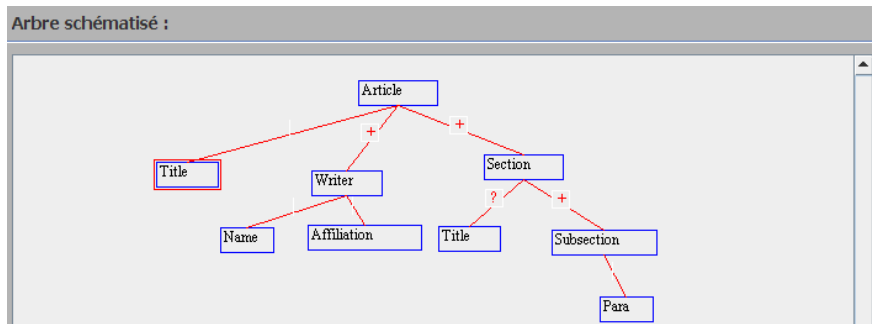 Arbre schématisé :
Article
+
+
Title
Writer
Section
?
+
Name
Affiliation
Title
Subsection
Para